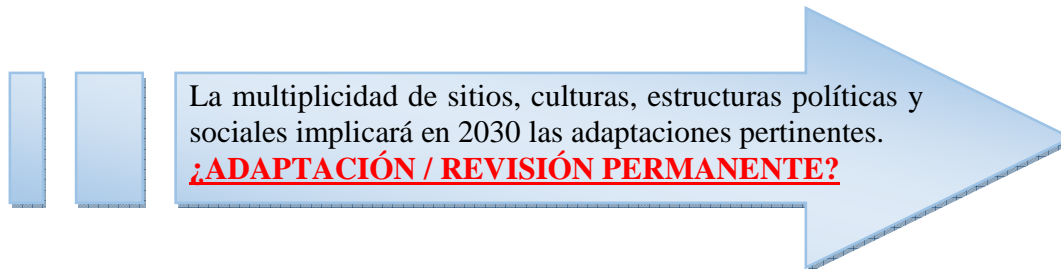 La multiplicidad de sitios, culturas, estructuras políticas y
sociales implicará en 2030 las adaptaciones pertinentes.
¿ADAPTACIÓN / REVISIÓN PERMANENTE?